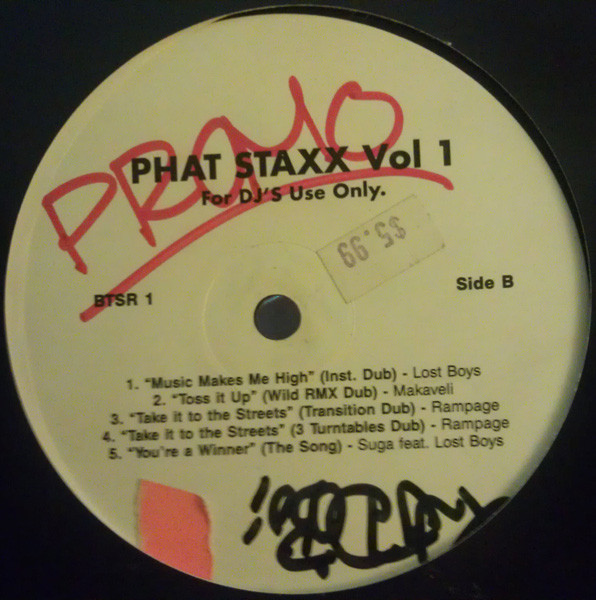 PROMO
PHAT STAXX Vol 1
For DJ'S Use Only.
$5.99
BTSR 1
Side B
1. "Music Makes Me High" (Inst. Dub) - Lost Boys
2. "Toss it Up" (Wild RMX Dub) - Makaveli
3. "Take it to the Streets" (Transition Dub) - Rampage
4. "Take it to the Streets" (3 Turntables Dub) - Rampage
5. "You're a Winner" (The Song) - Suga feat. Lost Boys